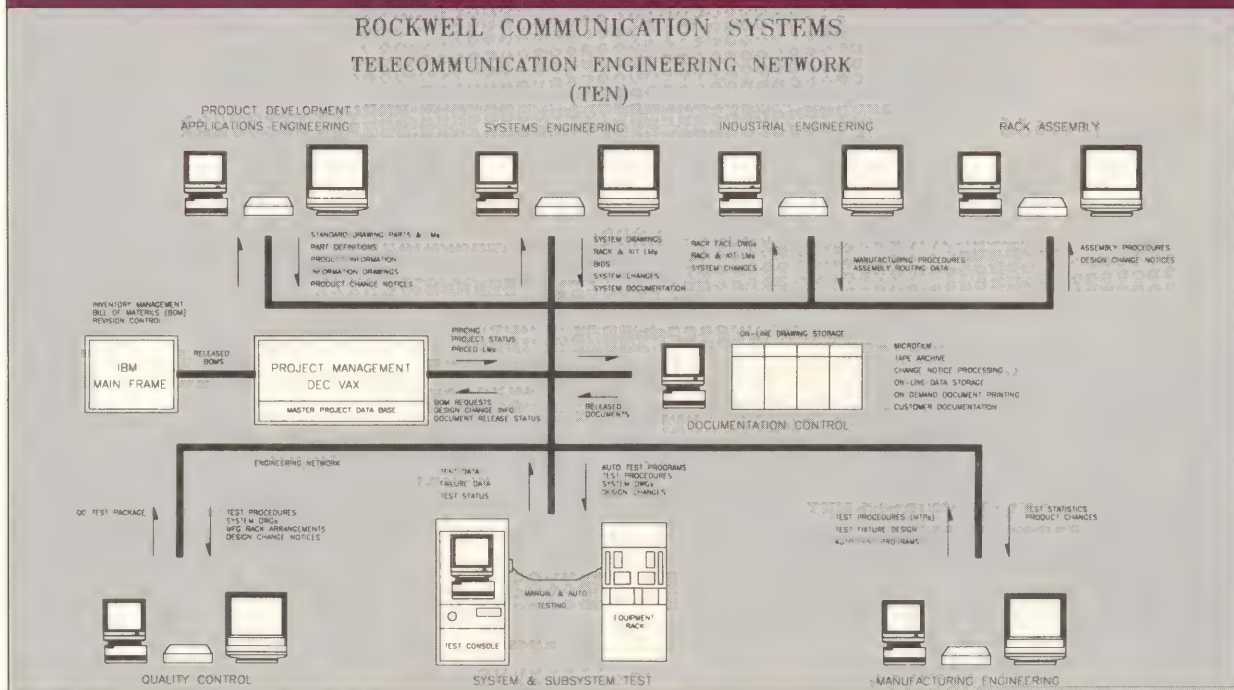 ROCKWELL COMMUNICATION SYSTEMS
TELECOMMUNICATION ENGINEERING NETWORK
(TEN)
PRODUCT DEVELOPMENT
APPLICATIONS ENGINEERING
SYSTEMS ENGINEERING
INDUSTRIAL ENGINEERING
RACK ASSEMBLY
STANDARD DRAWING PARTS &
PART DEFINITIONS
PRODUCT INFORMATION
INFORMATION DRAWINGS
PRODUCT CHANGE NOTICES
SYSTEM DRAWINGS
RACK & KIT LMs
BIDS
SYSTEM CHANGES
SYSTEM DOCUMENTATION
RACK FACE DWGs
RACK & KIT LMs
SYSTEM CHANGES
MANUFACTURING PROCEDURES
ASSEMBLY ROUTING DATA
ASSEMBLY PROCEDURES
DESIGN CHANGE NOTICES
INVENTORY MANAGEMENT
BILL OF MATERILS (BOM)
REVISION CONTROL
IBM
MAIN FRAME
RELEASED
BOMS
PROJECT MANAGEMENT
DEC VAX
MASTER PROJECT DATA BASE
PRICING
PROJECT STATUS
PRICED LMs
BOM REQUESTS
DESIGN CHANGE INFO
DOCUMENT RELEASE STATUS
RELEASED
DOCUMENTS
ON-LINE DRAWING STORAGE
MICROFILM
TAPE ARCHIVE
CHANGE NOTICE PROCESSING
ON-LINE DATA STORAGE
ON DEMAND DOCUMENT PRINTING
CUSTOMER DOCUMENTATION
DOCUMENTATION CONTROL
ENGINEERING NETWORK
TEST DATA
FAILURE DATA
TEST STATUS
AUTO TEST PROGRAMS
TEST PROCEDURES
SYSTEM DWGs
DESIGN CHANGES
QC TEST PACKAGE
TEST PROCEDURES
SYSTEM DWGs
MFG RACK ARRANGEMENTS
DESIGN CHANGE NOTICES
TEST PROCEDURES (MTPs)
TEST FIXTURE DESIGN
AUTO TEST PROGRAMS
TEST STATISTICS
PRODUCT CHANGES
MANUAL & AUTO
TESTING
TEST CONSOLE
EQUIPMENT
RACK
QUALITY CONTROL
SYSTEM & SUBSYSTEM TEST
MANUFACTURING ENGINEERING